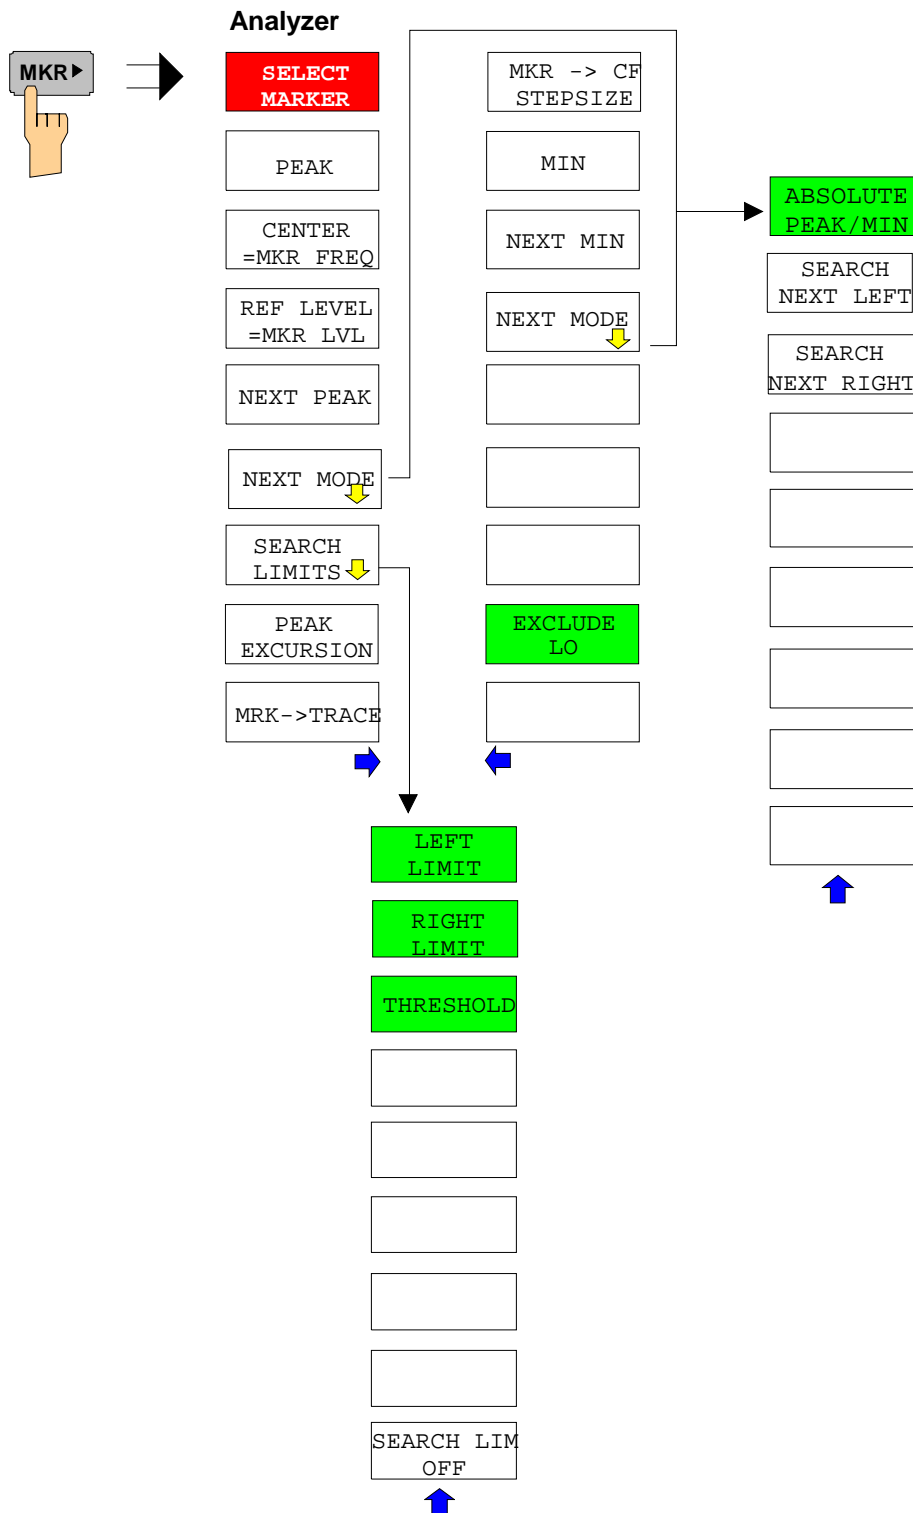 Analyzer
MKR
SELECT
MARKER
PEAK
CENTER
=MKR FREQ
REF LEVEL
=MKR LVL
NEXT PEAK
NEXT MODE
SEARCH
LIMITS
PEAK
EXCURSION
MRK->TRACE
MKR -> CF
STEPSIZE
MIN
NEXT MIN
NEXT MODE
EXCLUDE
LO
ABSOLUTE
PEAK/MIN
SEARCH
NEXT LEFT
SEARCH
NEXT RIGHT
LEFT
LIMIT
RIGHT
LIMIT
THRESHOLD
SEARCH LIM
OFF